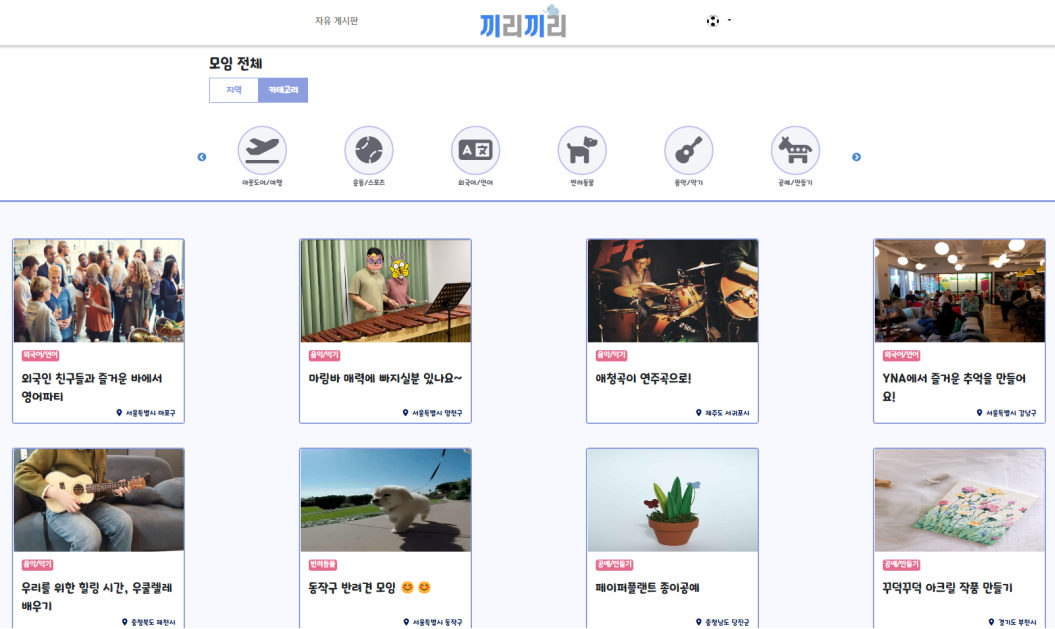 자유 게시판
끼리끼리
모임 전체
지역
카테고리
아웃도어/여행
운동/스포츠
외국어/언어
반려동물
음악/악기
공예/만들기
외국어/언어
외국인 친구들과 즐거운 바에서
영어파티
서울특별시 마포구
음악/악기
마림바 매력에 빠지실분 있나요~
서울특별시 양천구
음악/악기
애청곡이 연주곡으로!
제주도 서귀포시
외국어/언어
YNA에서 즐거운 추억을 만들어
요!
서울특별시 강남구
음악/악기
우리를 위한 힐링 시간, 우쿨렐레
배우기
충청북도 제천시
반려동물
동작구 반려견 모임 😊 😊
서울특별시 동작구
공예/만들기
페이퍼플랜트 종이공예
충청남도 당진군
공예/만들기
꾸덕꾸덕 아크릴 작품 만들기
경기도 부천시